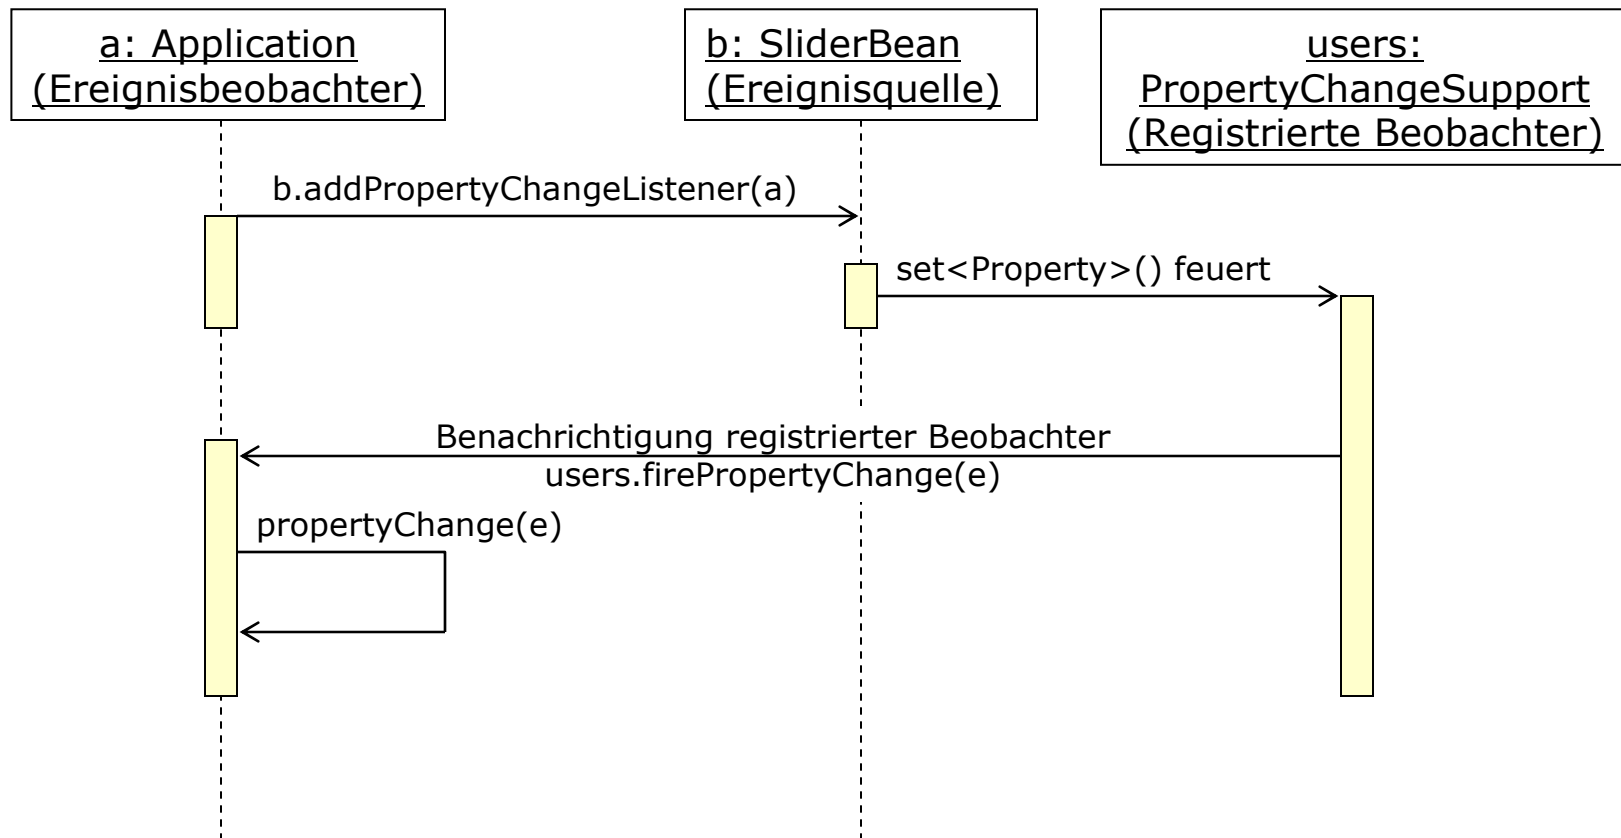 a: Application
(Ereignisbeobachter)
b: SliderBean
(Ereignisquelle)
users:
PropertyChangeSupport
(Registrierte Beobachter)
b.addPropertyChangeListener(a)
set<Property>() feuert
Benachrichtigung registrierter Beobachter
users.firePropertyChange(e)
propertyChange(e)